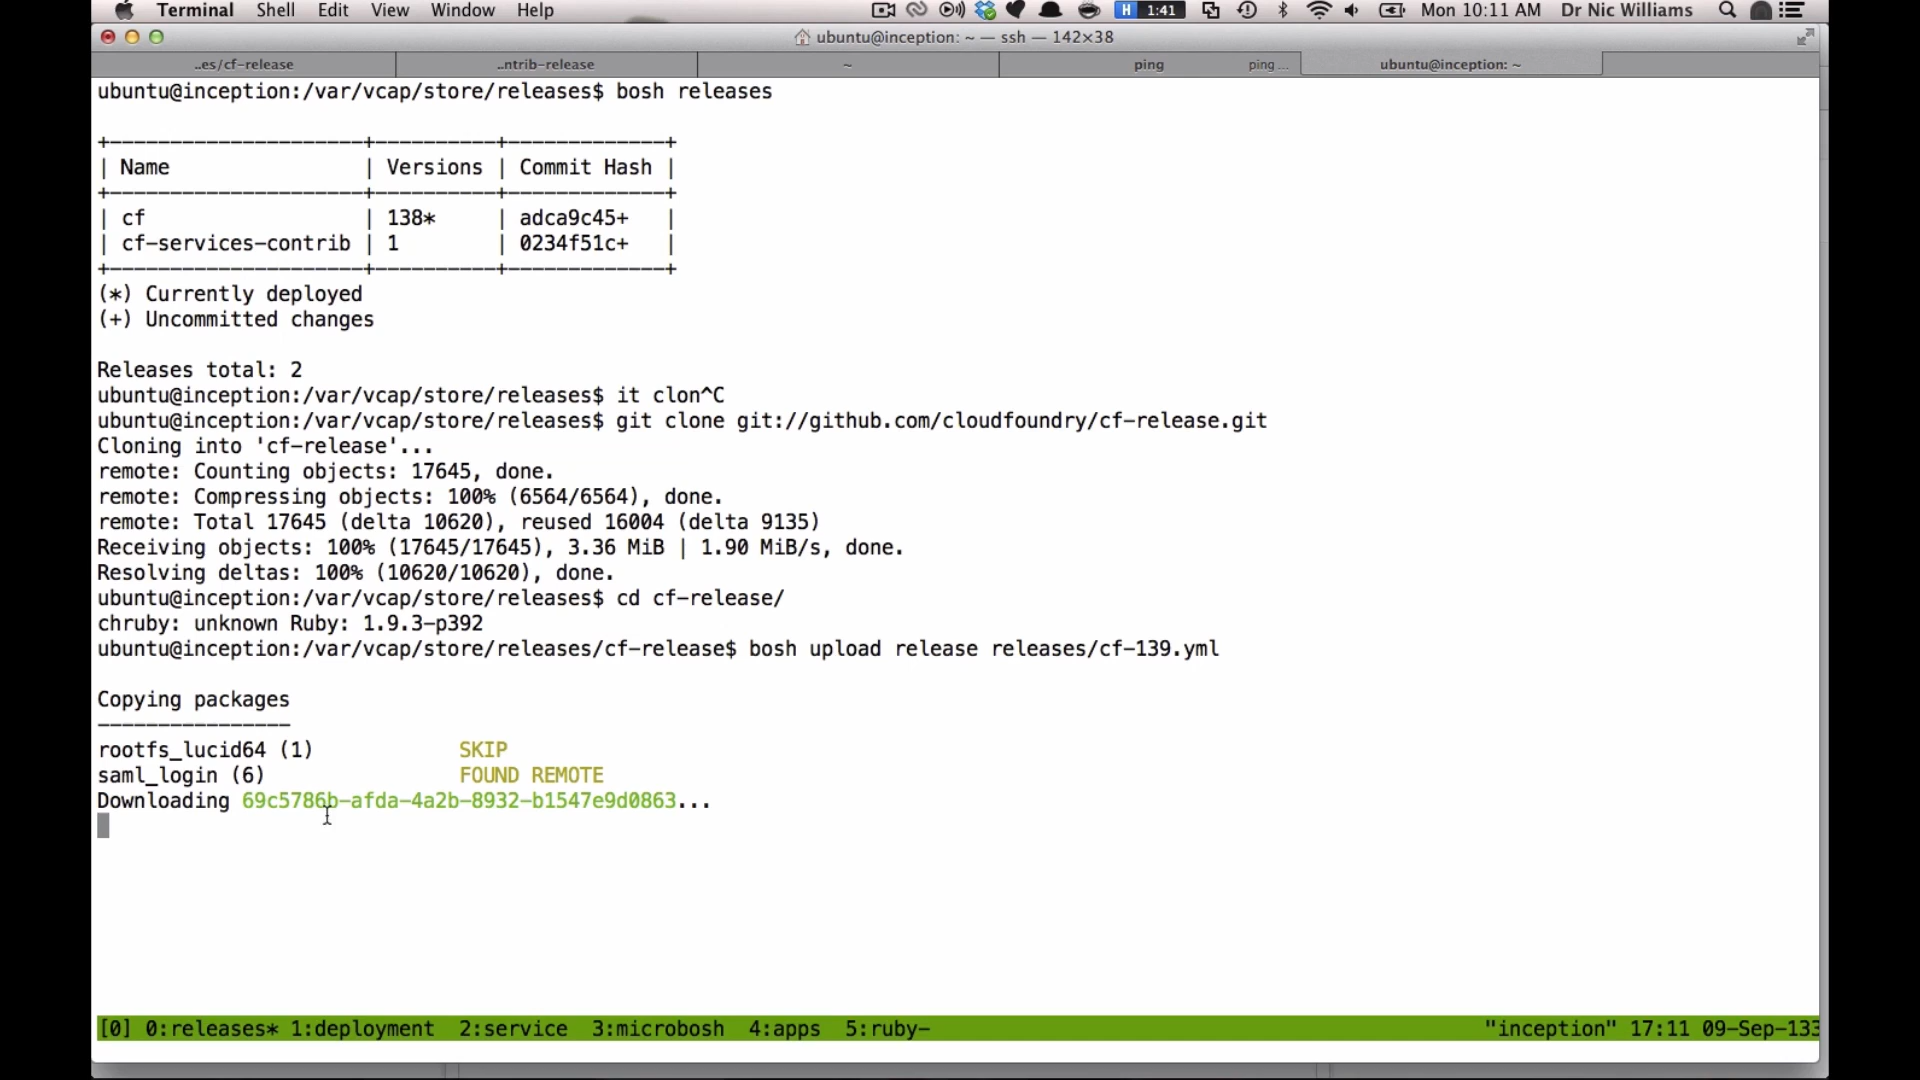 Terminal Shell Edit View Window Help H 1:41 Mon 10:11 AM Dr Nic Williams
ubuntu@inception: ~ — ssh — 142×38
..es/cf-release ..ntrib-release ~ ping ping ... ubuntu@inception: ~
ubuntu@inception:/var/vcap/store/releases$ bosh releases
+---------------------+----------+-------------+
| Name | Versions | Commit Hash |
+---------------------+----------+-------------+
| cf | 138* | adca9c45+ |
| cf-services-contrib | 1 | 0234f51c+ |
+---------------------+----------+-------------+
(*) Currently deployed
(+) Uncommitted changes
Releases total: 2
ubuntu@inception:/var/vcap/store/releases$ it clon^C
ubuntu@inception:/var/vcap/store/releases$ git clone git://github.com/cloudfoundry/cf-release.git
Cloning into 'cf-release'...
remote: Counting objects: 17645, done.
remote: Compressing objects: 100% (6564/6564), done.
remote: Total 17645 (delta 10620), reused 16004 (delta 9135)
Receiving objects: 100% (17645/17645), 3.36 MiB | 1.90 MiB/s, done.
Resolving deltas: 100% (10620/10620), done.
ubuntu@inception:/var/vcap/store/releases$ cd cf-release/
chruby: unknown Ruby: 1.9.3-p392
ubuntu@inception:/var/vcap/store/releases/cf-release$ bosh upload release releases/cf-139.yml
Copying packages
----------------
rootfs_lucid64 (1) SKIP
saml_login (6) FOUND REMOTE
Downloading 69c5786b-afda-4a2b-8932-b1547e9d0863...
[0] 0:releases* 1:deployment 2:service 3:microbosh 4:apps 5:ruby- "inception" 17:11 09-Sep-133